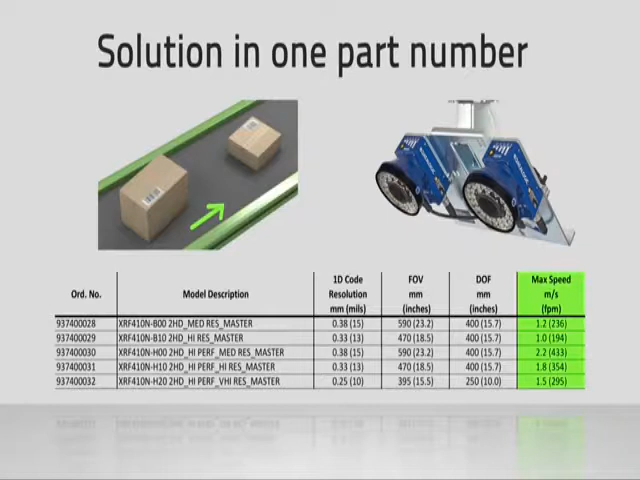 Solution in one part number
Ord. No. Model Description 1D Code Resolution mm (mils) FOV mm (inches) DOF mm (inches) Max Speed m/s (fpm)
937400028 XRF410N-B00 2HD_MED RES_MASTER 0.38 (15) 590 (23.2) 400 (15.7) 1.2 (236)
937400029 XRF410N-B10 2HD_HI RES_MASTER 0.33 (13) 470 (18.5) 400 (15.7) 1.0 (194)
937400030 XRF410N-H00 2HD_HI PERF_MED RES_MASTER 0.38 (15) 590 (23.2) 400 (15.7) 2.2 (433)
937400031 XRF410N-H10 2HD_HI PERF_HI RES_MASTER 0.33 (13) 470 (18.5) 400 (15.7) 1.8 (354)
937400032 XRF410N-H20 2HD_HI PERF_VHI RES_MASTER 0.25 (10) 395 (15.5) 250 (10.0) 1.5 (295)